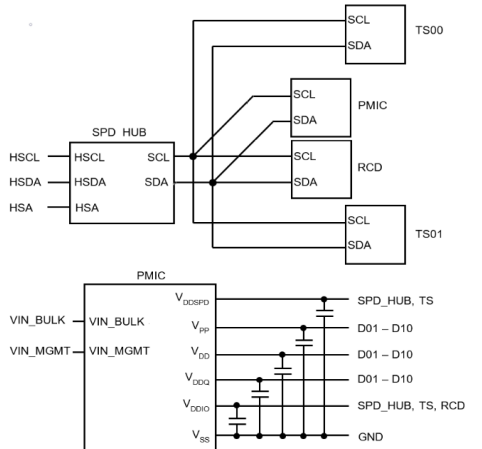 SCL
TS00
SDA
SCL
PMIC
SDA
SPD HUB
HSCL HSCL SCL SCL
RCD
HSDA HSDA SDA SDA
HSA HSA
SCL
TS01
SDA
PMIC
VDDSPD SPD_HUB, TS
VIN_BULK VIN_BULK VPP D01 – D10
VIN_MGMT VIN_MGMT VDD D01 – D10
VDDQ D01 – D10
VDDIO SPD_HUB, TS, RCD
VSS GND